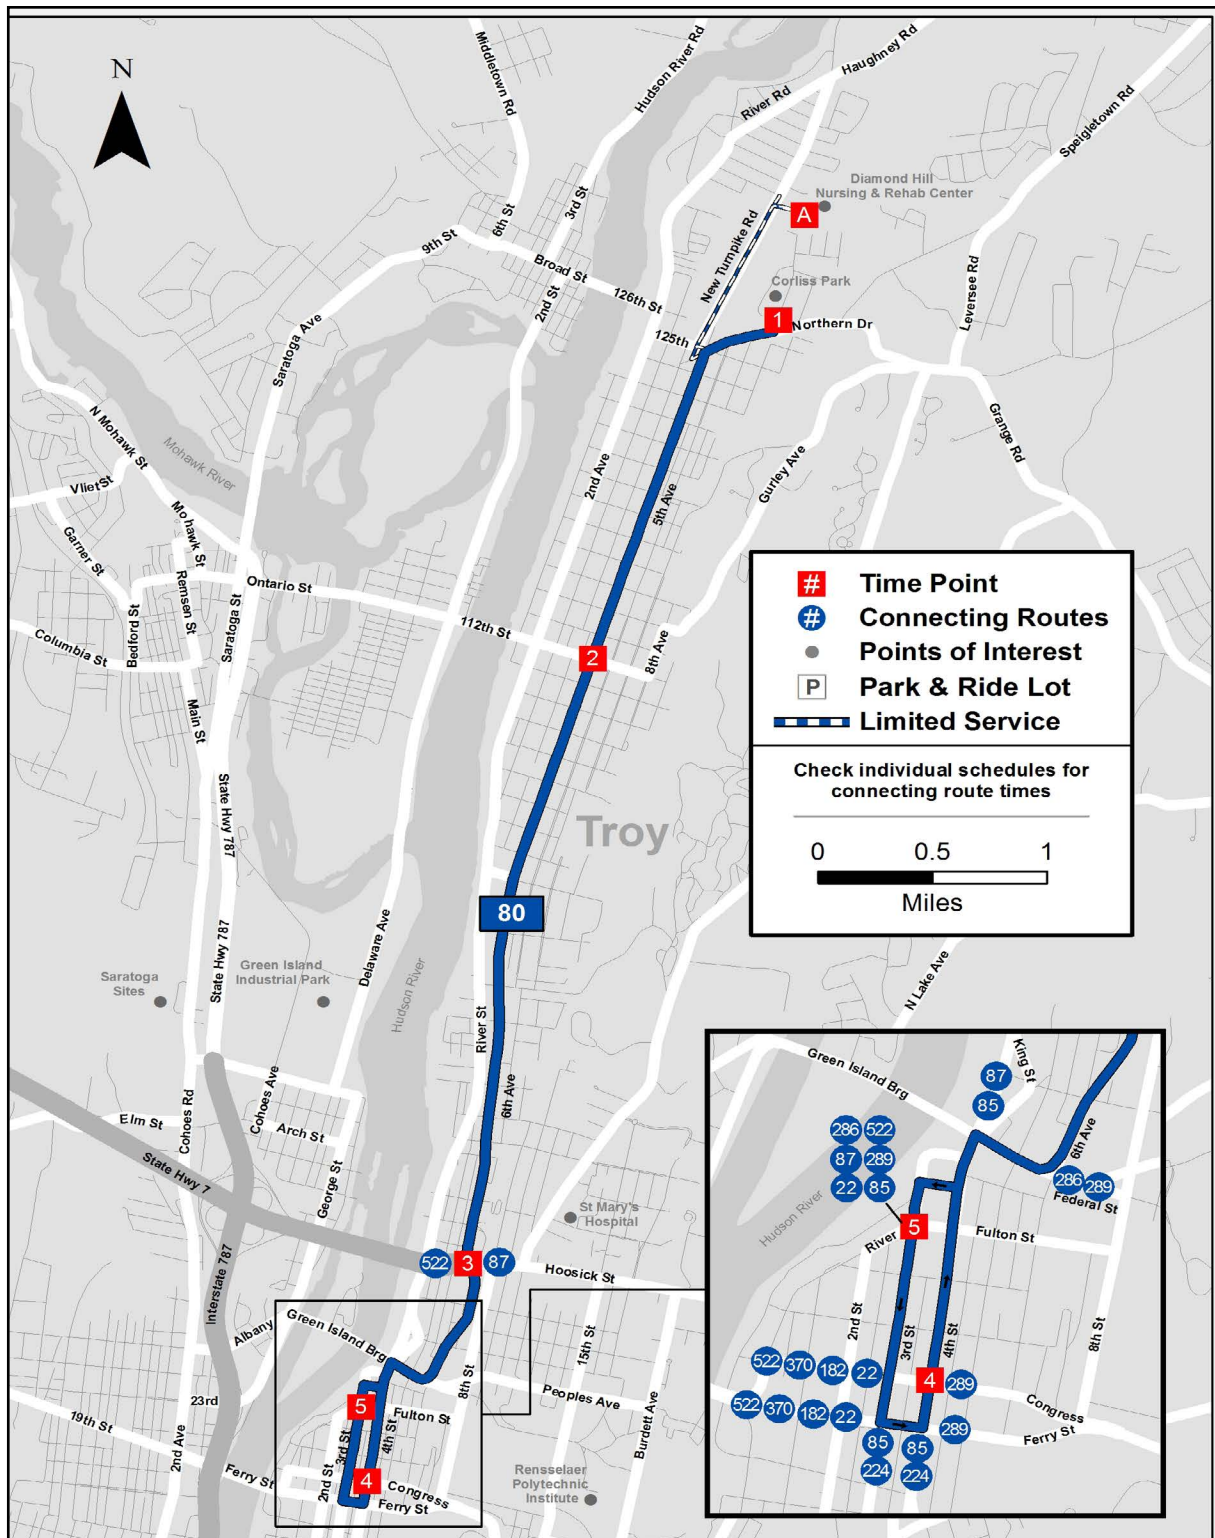 N
Middletown Rd
Hudson River Rd
Haughney Rd
River Rd
Speigletown Rd
Diamond Hill
Nursing & Rehab Center
A
6th St
3rd St
9th St
Broad St
2nd St
126th St
New Turnpike Rd
Corliss Park
1
Northern Dr
125th
Leversee Rd
Saratoga Ave
Grange Rd
N Mohawk St
Mohawk River
Vliet St
Mohawk St
Garner St
2nd Ave
5th Ave
Gurley Ave
Remsen St
Ontario St
Bedford St
Saratoga St
Columbia St
112th St
2
8th Ave
Main St
State Hwy 787
# Time Point
# Connecting Routes
Points of Interest
P Park & Ride Lot
Limited Service
Check individual schedules for
connecting route times
0 0.5 1
Miles
Troy
80
State Hwy 787
Delaware Ave
Saratoga
Sites
Green Island
Industrial Park
Hudson River
River St
N Lake Ave
6th Ave
Cohoes Rd
Cohoes Ave
Elm St
Arch St
State Hwy 7
George St
St Mary's
Hospital
522
3
87
Hoosick St
Interstate 787
Albany
Green Island Brg
15th St
8th St
Peoples Ave
Burdett Ave
23rd
19th St
2nd Ave
5
Fulton St
3rd St
4th St
2nd St
4
Ferry St
Congress
Ferry St
Rensselaer
Polytechnic
Institute
Green Island Brg
King St
87
85
6th Ave
286 522
87 289
22 85
286 289
Federal St
Hudson River
River
5
Fulton St
2nd St
3rd St
4th St
8th St
522 370 182 22
4
289
Congress
522 370 182 22
289
Ferry St
85 85
224 224